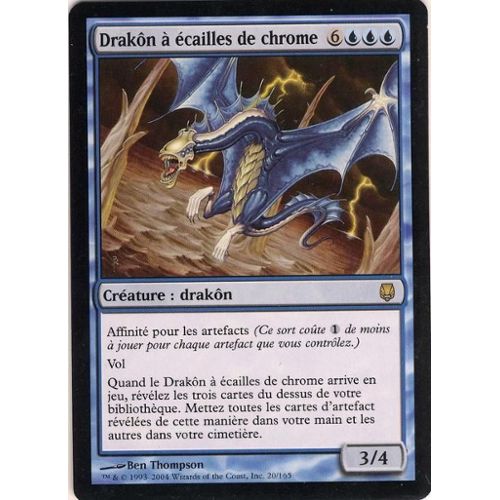 Drakôn à écailles de chrome 6
Créature : drakôn
Affinité pour les artefacts (Ce sort coûte 1 de moins
à jouer pour chaque artefact que vous contrôlez.)
Vol
Quand le Drakôn à écailles de chrome arrive en
jeu, révélez les trois cartes du dessus de votre
bibliothèque. Mettez toutes les cartes d'artefact
révélées de cette manière dans votre main et les
autres dans votre cimetière.
3/4
Ben Thompson
™ & © 1993-2004 Wizards of the Coast, Inc. 20/165